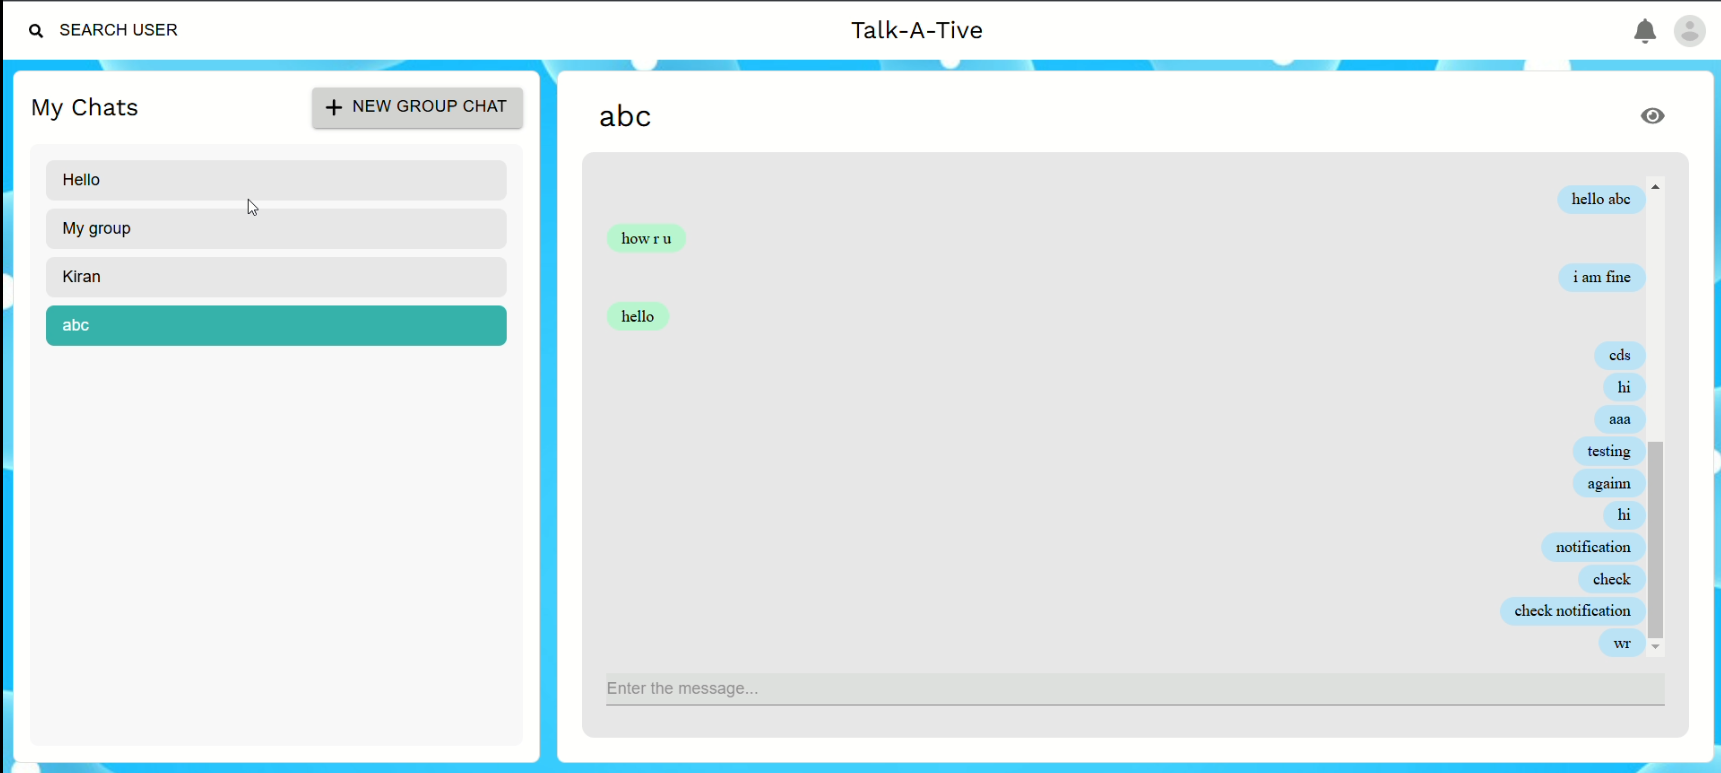 SEARCH USER
Talk-A-Tive
My Chats
NEW GROUP CHAT
Hello
My group
Kiran
abc
abc
hello abc
how r u
i am fine
hello
cds
hi
aaa
testing
againn
hi
notification
check
check notification
wr
Enter the message...